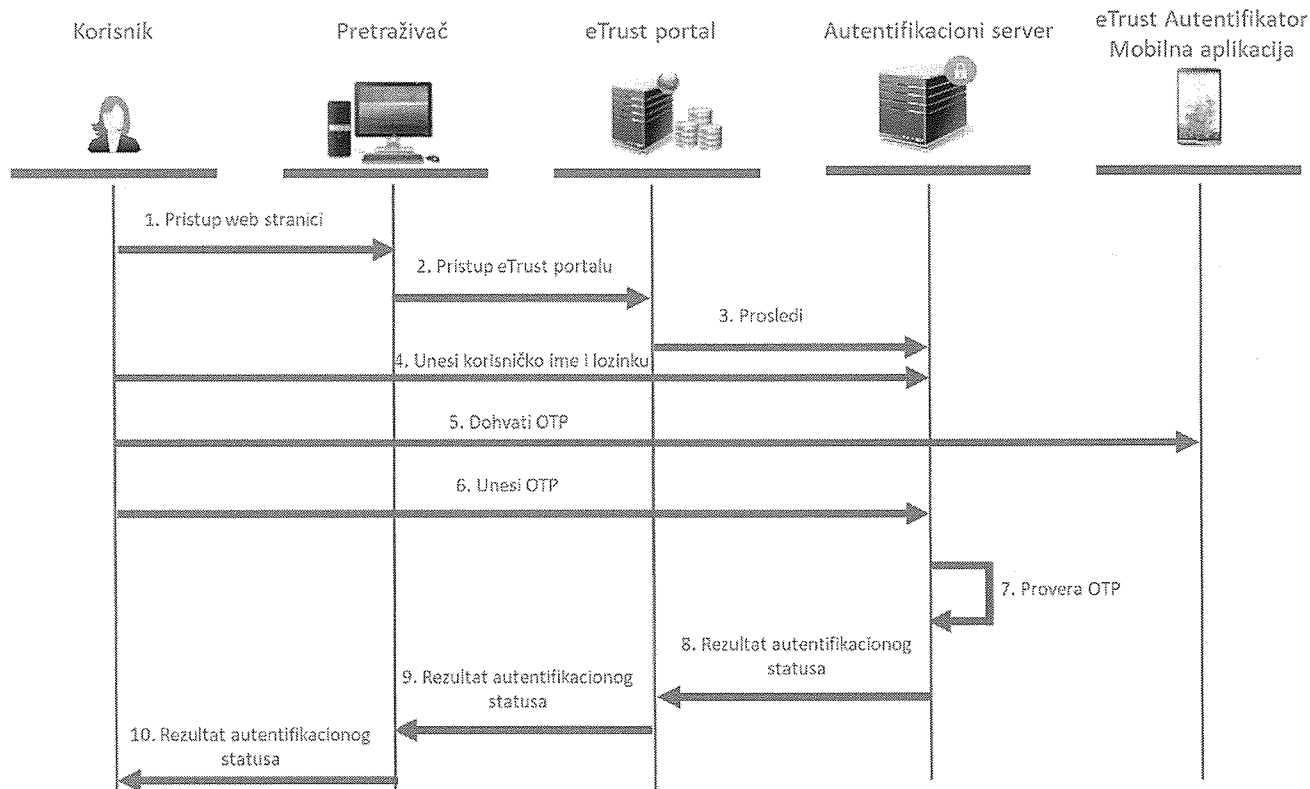 Korisnik
Pretraživač
eTrust portal
Autentifikacioni server
eTrust Autentifikator
Mobilna aplikacija
1. Pristup web stranici
2. Pristup eTrust portalu
3. Prosledi
4. Unesi korisničko ime i lozinku
5. Dohvati OTP
6. Unesi OTP
7. Provera OTP
8. Rezultat autentifikacionog
statusa
9. Rezultat autentifikacionog
statusa
10. Rezultat autentifikacionog
statusa